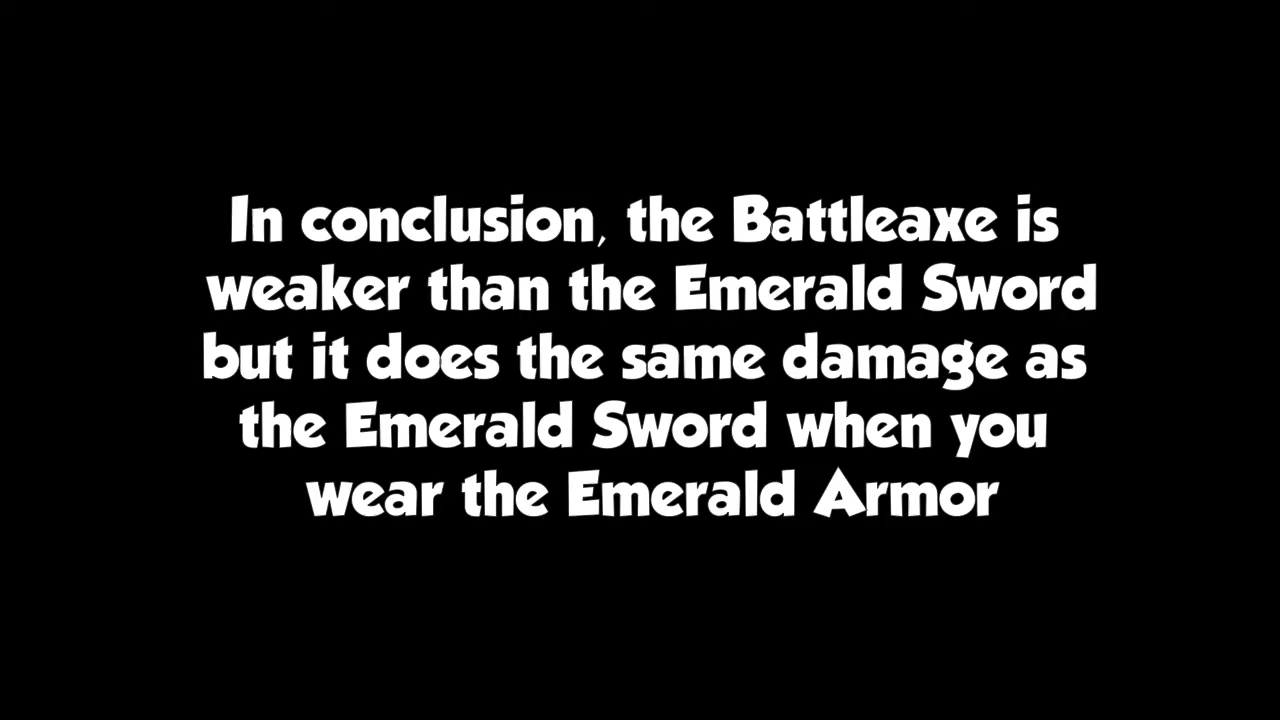 In conclusion, the Battleaxe is
weaker than the Emerald Sword
but it does the same damage as
the Emerald Sword when you
wear the Emerald Armor